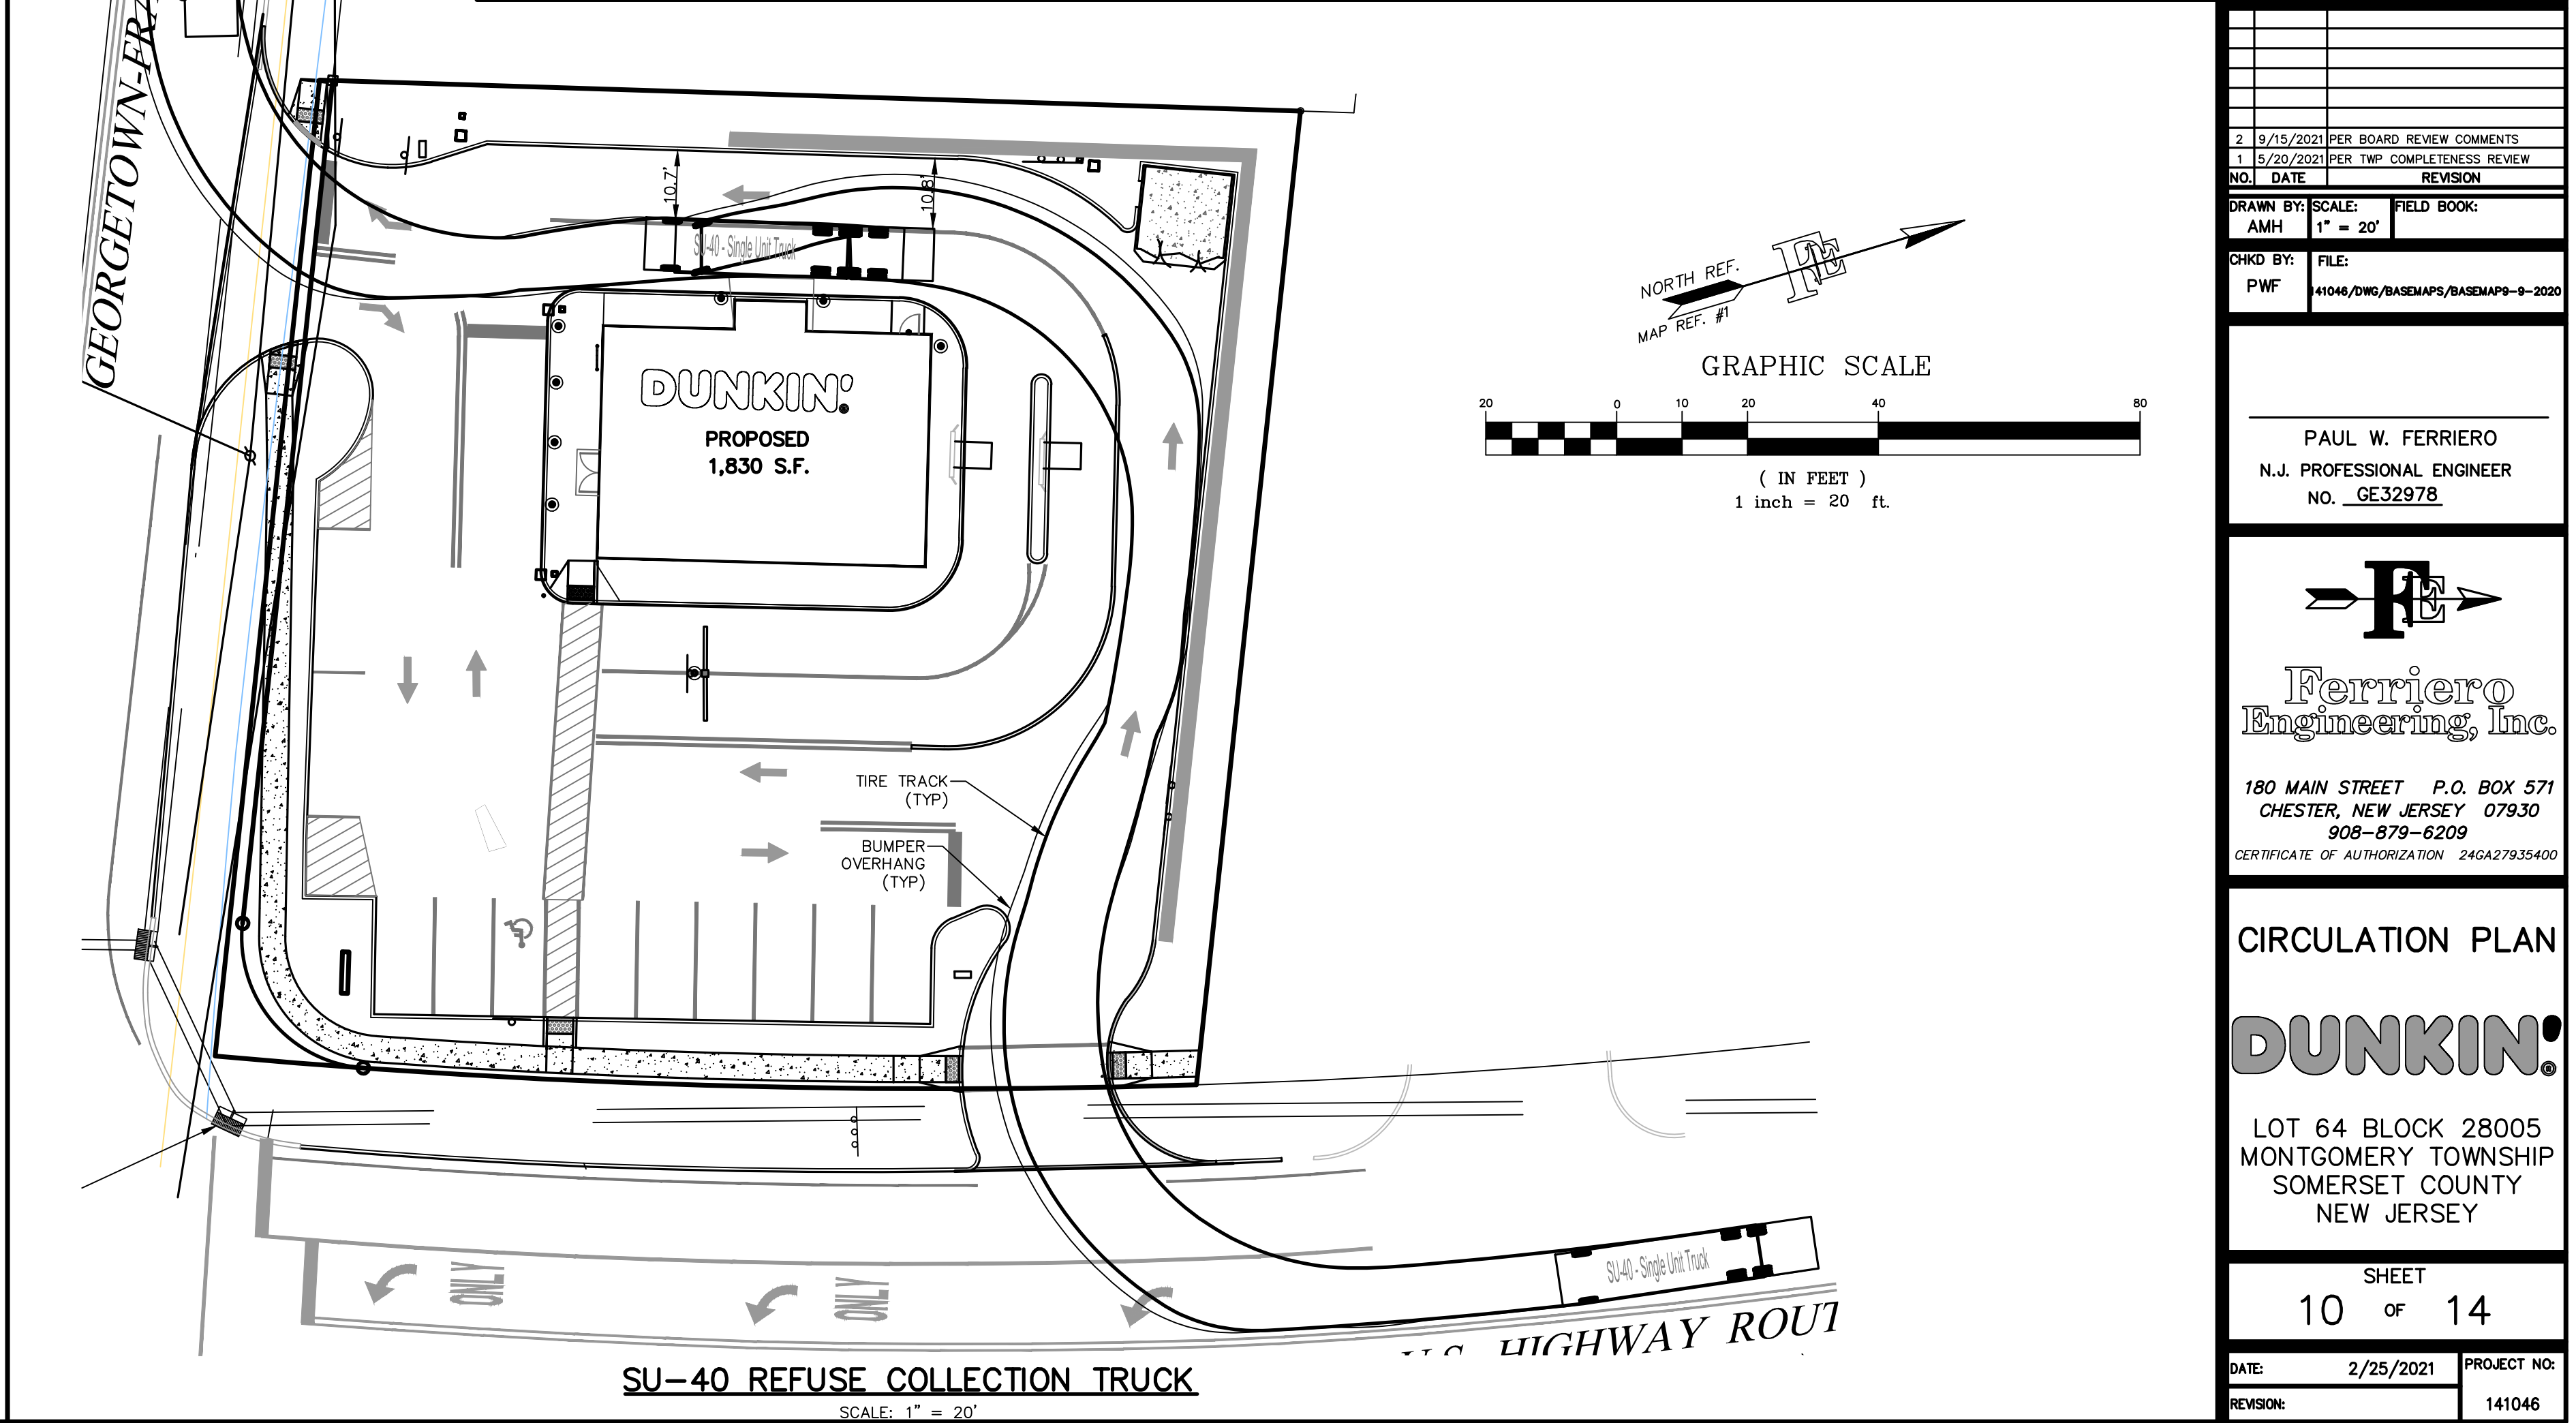 GEORGETOWN-FRA
10.7'
10.8'
SU-40 - Single Unit Truck
DUNKIN'
PROPOSED
1,830 S.F.
TIRE TRACK
(TYP)
BUMPER
OVERHANG
(TYP)
ONLY
ONLY
SU-40 - Single Unit Truck
U.S. HIGHWAY ROUT
SU-40 REFUSE COLLECTION TRUCK
SCALE: 1" = 20'
NORTH REF.
FE
MAP REF. #1
GRAPHIC SCALE
20 0 10 20 40 80
( IN FEET )
1 inch = 20 ft.
2 9/15/2021 PER BOARD REVIEW COMMENTS
1 5/20/2021 PER TWP COMPLETENESS REVIEW
NO. DATE REVISION
DRAWN BY: SCALE: FIELD BOOK:
AMH 1" = 20'
CHKD BY: FILE:
PWF 141046/DWG/BASEMAPS/BASEMAP9-9-2020
PAUL W. FERRIERO
N.J. PROFESSIONAL ENGINEER
NO. GE32978
FE
Ferriero
Engineering, Inc.
180 MAIN STREET P.O. BOX 571
CHESTER, NEW JERSEY 07930
908-879-6209
CERTIFICATE OF AUTHORIZATION 24GA27935400
CIRCULATION PLAN
DUNKIN'®
LOT 64 BLOCK 28005
MONTGOMERY TOWNSHIP
SOMERSET COUNTY
NEW JERSEY
SHEET
10 OF 14
DATE: 2/25/2021 PROJECT NO:
REVISION: 141046